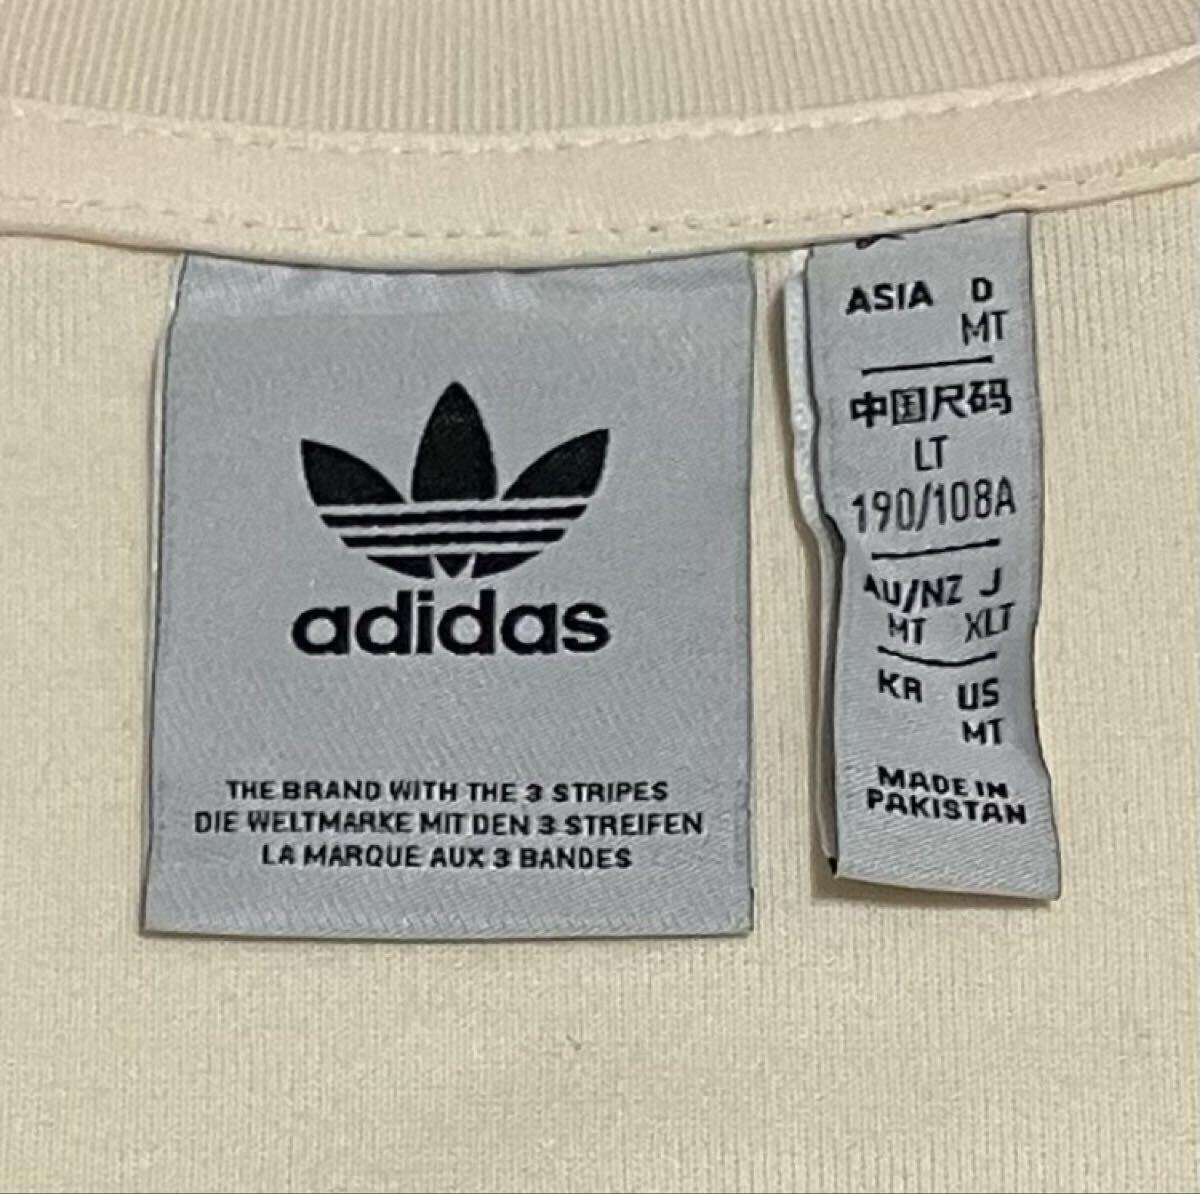 adidas
THE BRAND WITH THE 3 STRIPES
DIE WELTMARKE MIT DEN 3 STREIFEN
LA MARQUE AUX 3 BANDES
ASIA D
MT
中国尺码
LT
190/108A
AU/NZ J
MT XLT
KR US
MT
MADE IN
PAKISTAN